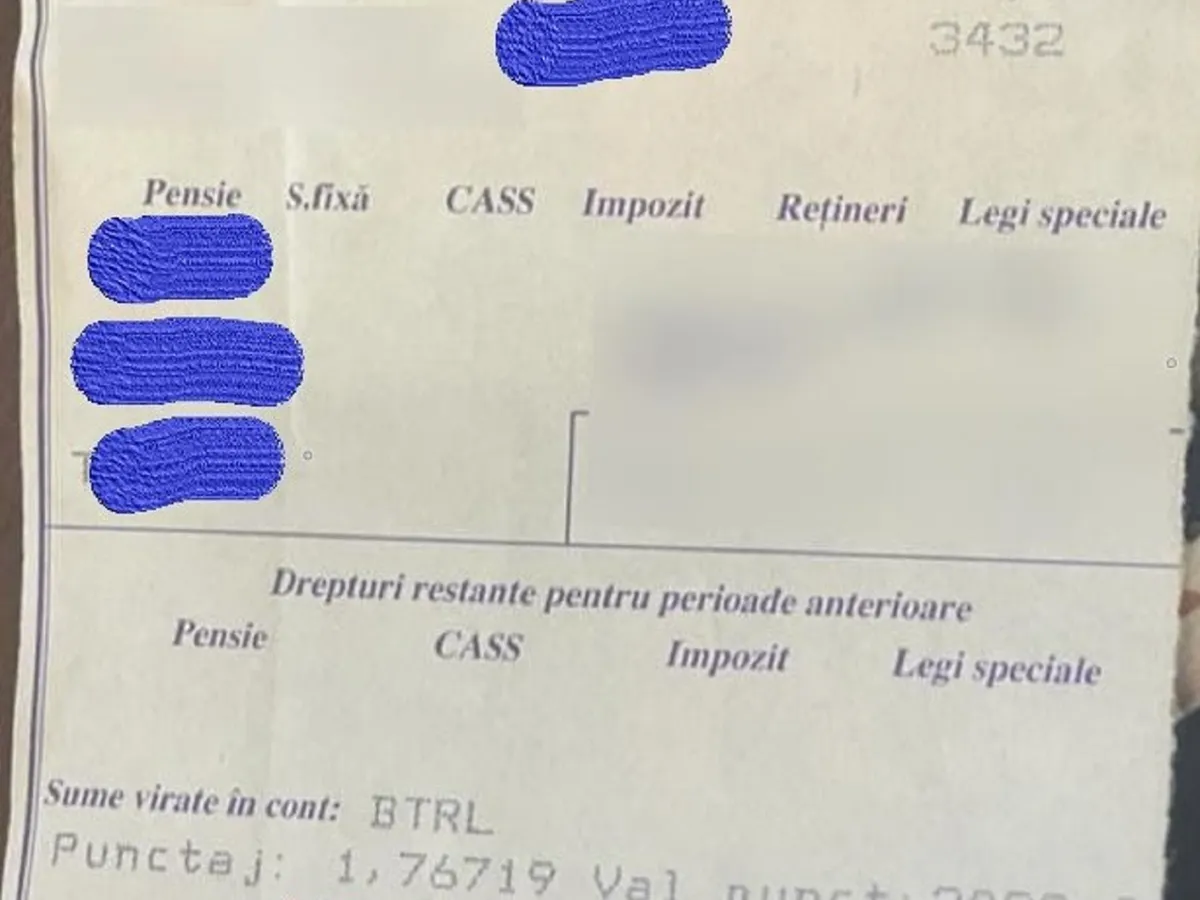 3432
Pensie S.fixă CASS Impozit Rețineri Legi speciale
Drepturi restante pentru perioade anterioare
Pensie CASS Impozit Legi speciale
Sume virate în cont: BTRL
Punctaj: 1,76719 Val